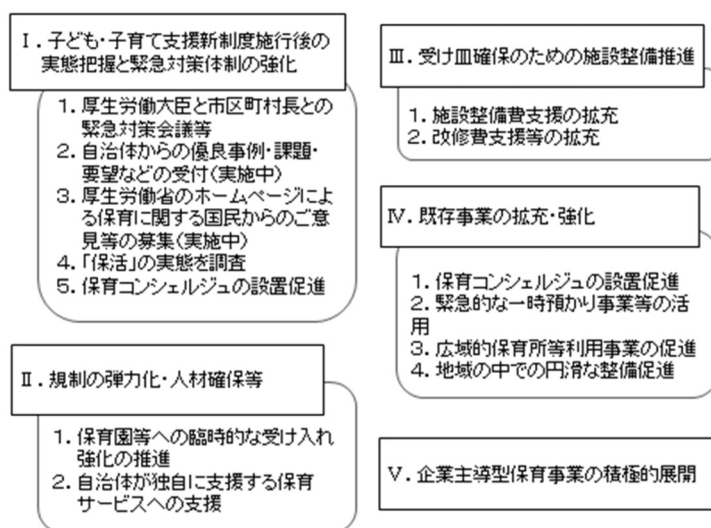 Ⅰ．子ども・子育て支援新制度施行後の
実態把握と緊急対策体制の強化
1. 厚生労働大臣と市区町村長との
緊急対策会議等
2. 自治体からの優良事例・課題・
要望などの受付(実施中)
3. 厚生労働省のホームページによ
る保育に関する国民からのご意
見等の募集(実施中)
4. 「保活」の実態を調査
5. 保育コンシェルジュの設置促進
Ⅱ．規制の弾力化・人材確保等
1. 保育園等への臨時的な受け入れ
強化の推進
2. 自治体が独自に支援する保育
サービスへの支援
Ⅲ．受け皿確保のための施設整備推進
1. 施設整備費支援の拡充
2. 改修費支援等の拡充
Ⅳ．既存事業の拡充・強化
1. 保育コンシェルジュの設置促進
2. 緊急的な一時預かり事業等の活
用
3. 広域的保育所等利用事業の促進
4. 地域の中での円滑な整備促進
Ⅴ．企業主導型保育事業の積極的展開